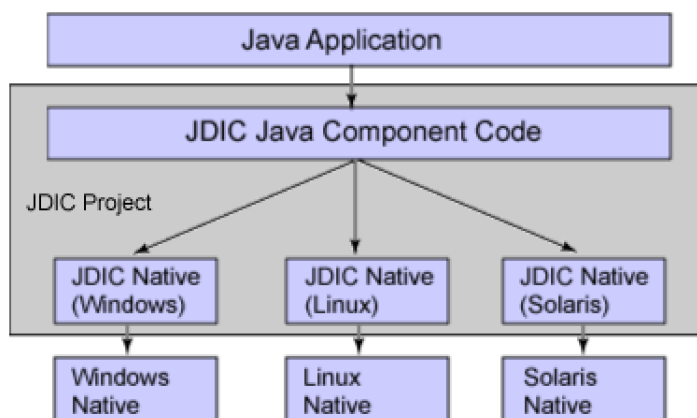 Java Application
JDIC Java Component Code
JDIC Project
JDIC Native
(Windows)
JDIC Native
(Linux)
JDIC Native
(Solaris)
Windows
Native
Linux
Native
Solaris
Native